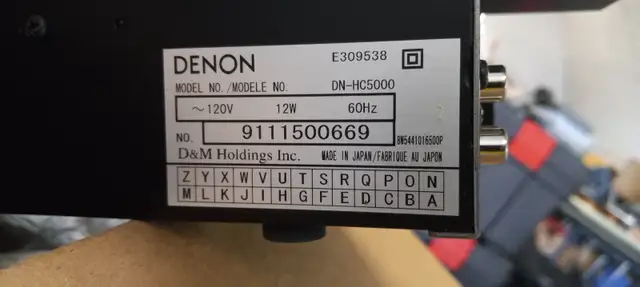 DENON E309538
MODEL NO./MODELE NO. DN-HC5000
～120V 12W 60Hz
NO. 9111500669 BW5441016500P
D&M Holdings Inc. MADE IN JAPAN/FABRIQUE AU JAPON
Z Y X W V U T S R Q P O N
M L K J I H G F E D C B A